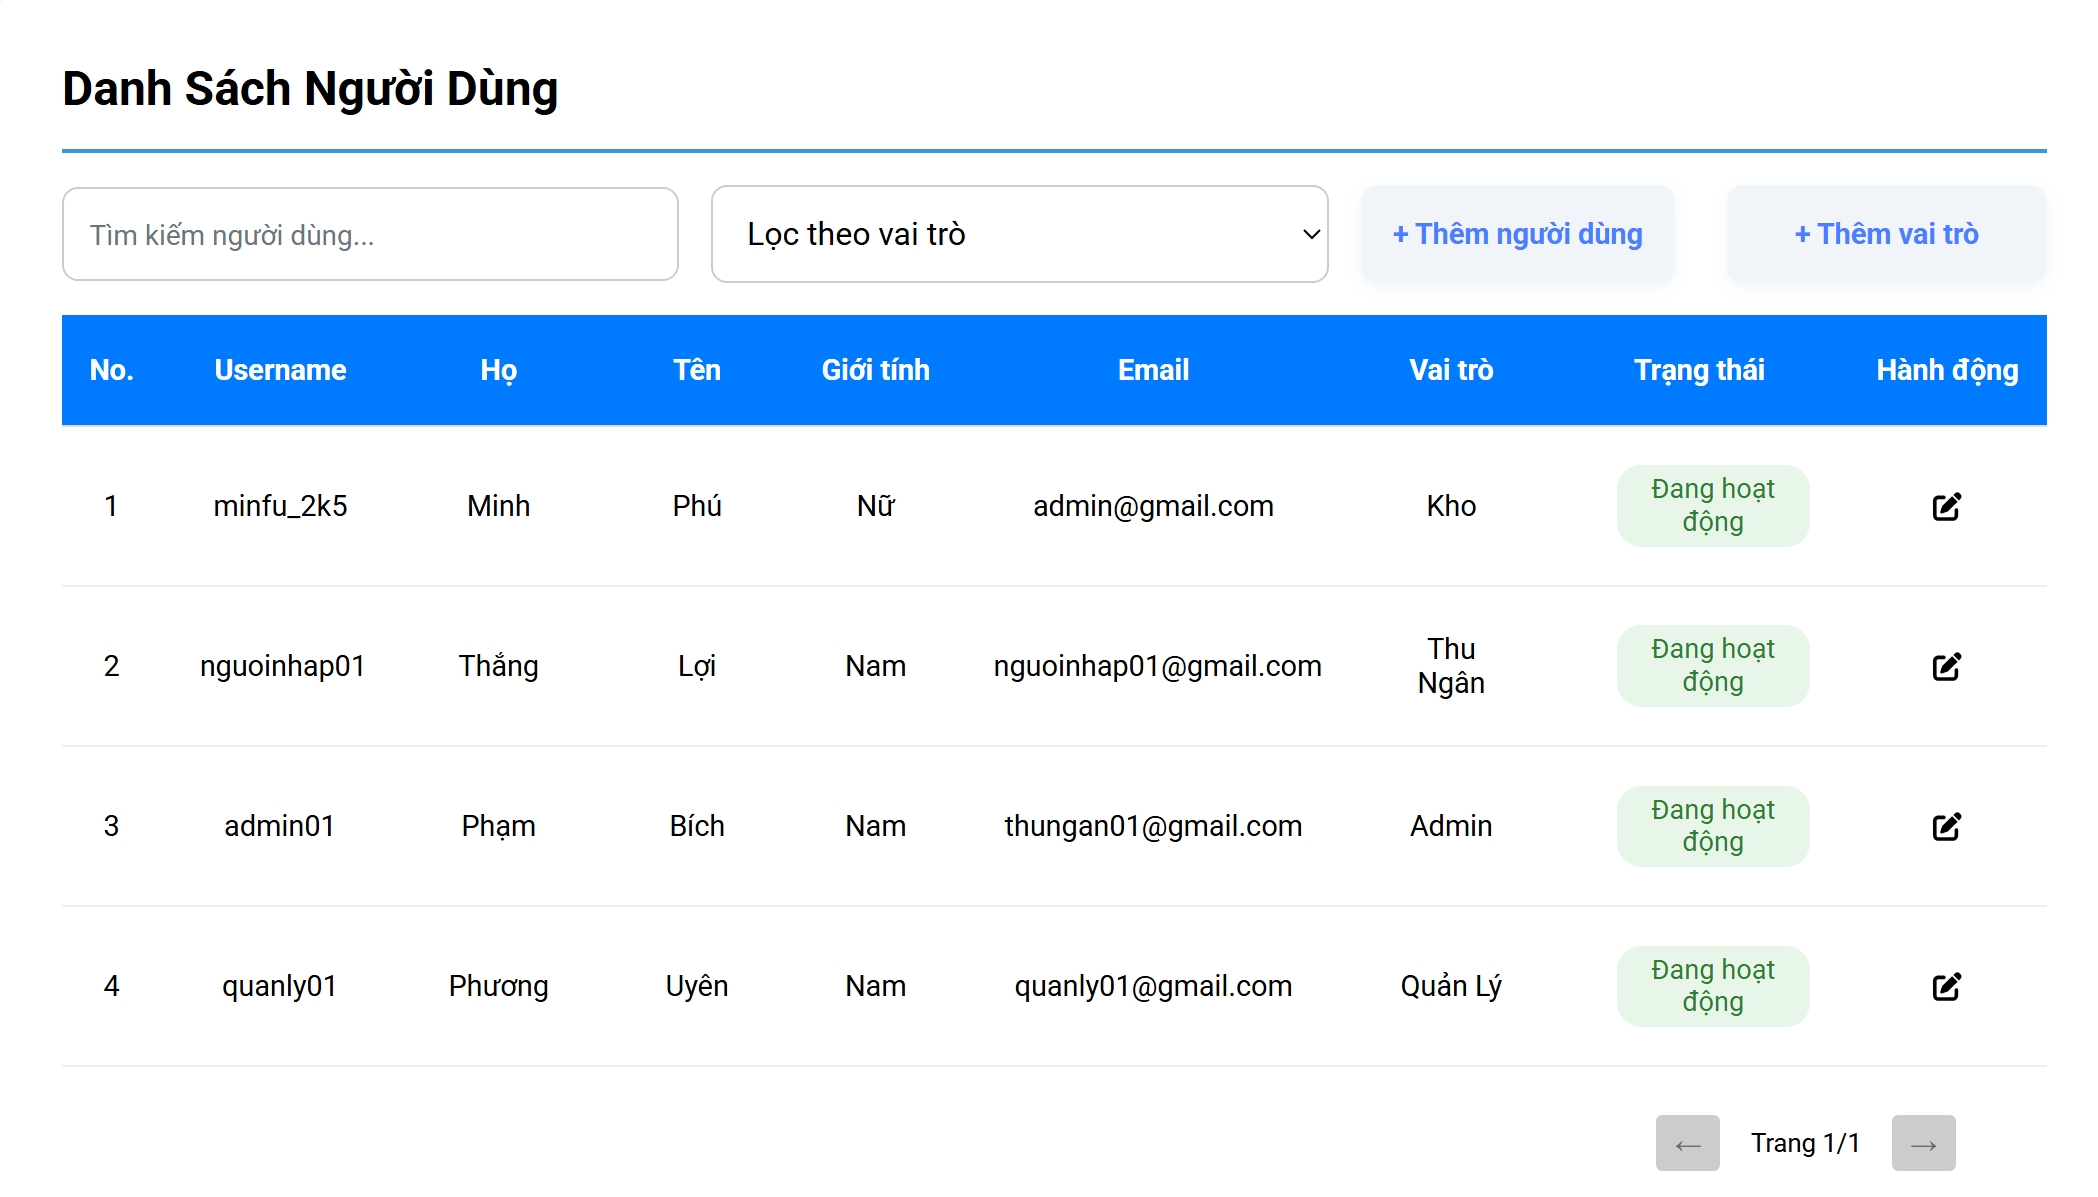 Danh Sách Người Dùng
Tìm kiếm người dùng...
Lọc theo vai trò
+ Thêm người dùng
+ Thêm vai trò
No. Username Họ Tên Giới tính Email Vai trò Trạng thái Hành động
1 minfu_2k5 Minh Phú Nữ admin@gmail.com Kho Đang hoạt
động
2 nguoinhap01 Thắng Lợi Nam nguoinhap01@gmail.com Thu
Ngân
Đang hoạt
động
3 admin01 Phạm Bích Nam thungan01@gmail.com Admin Đang hoạt
động
4 quanly01 Phương Uyên Nam quanly01@gmail.com Quản Lý Đang hoạt
động
← Trang 1/1 →